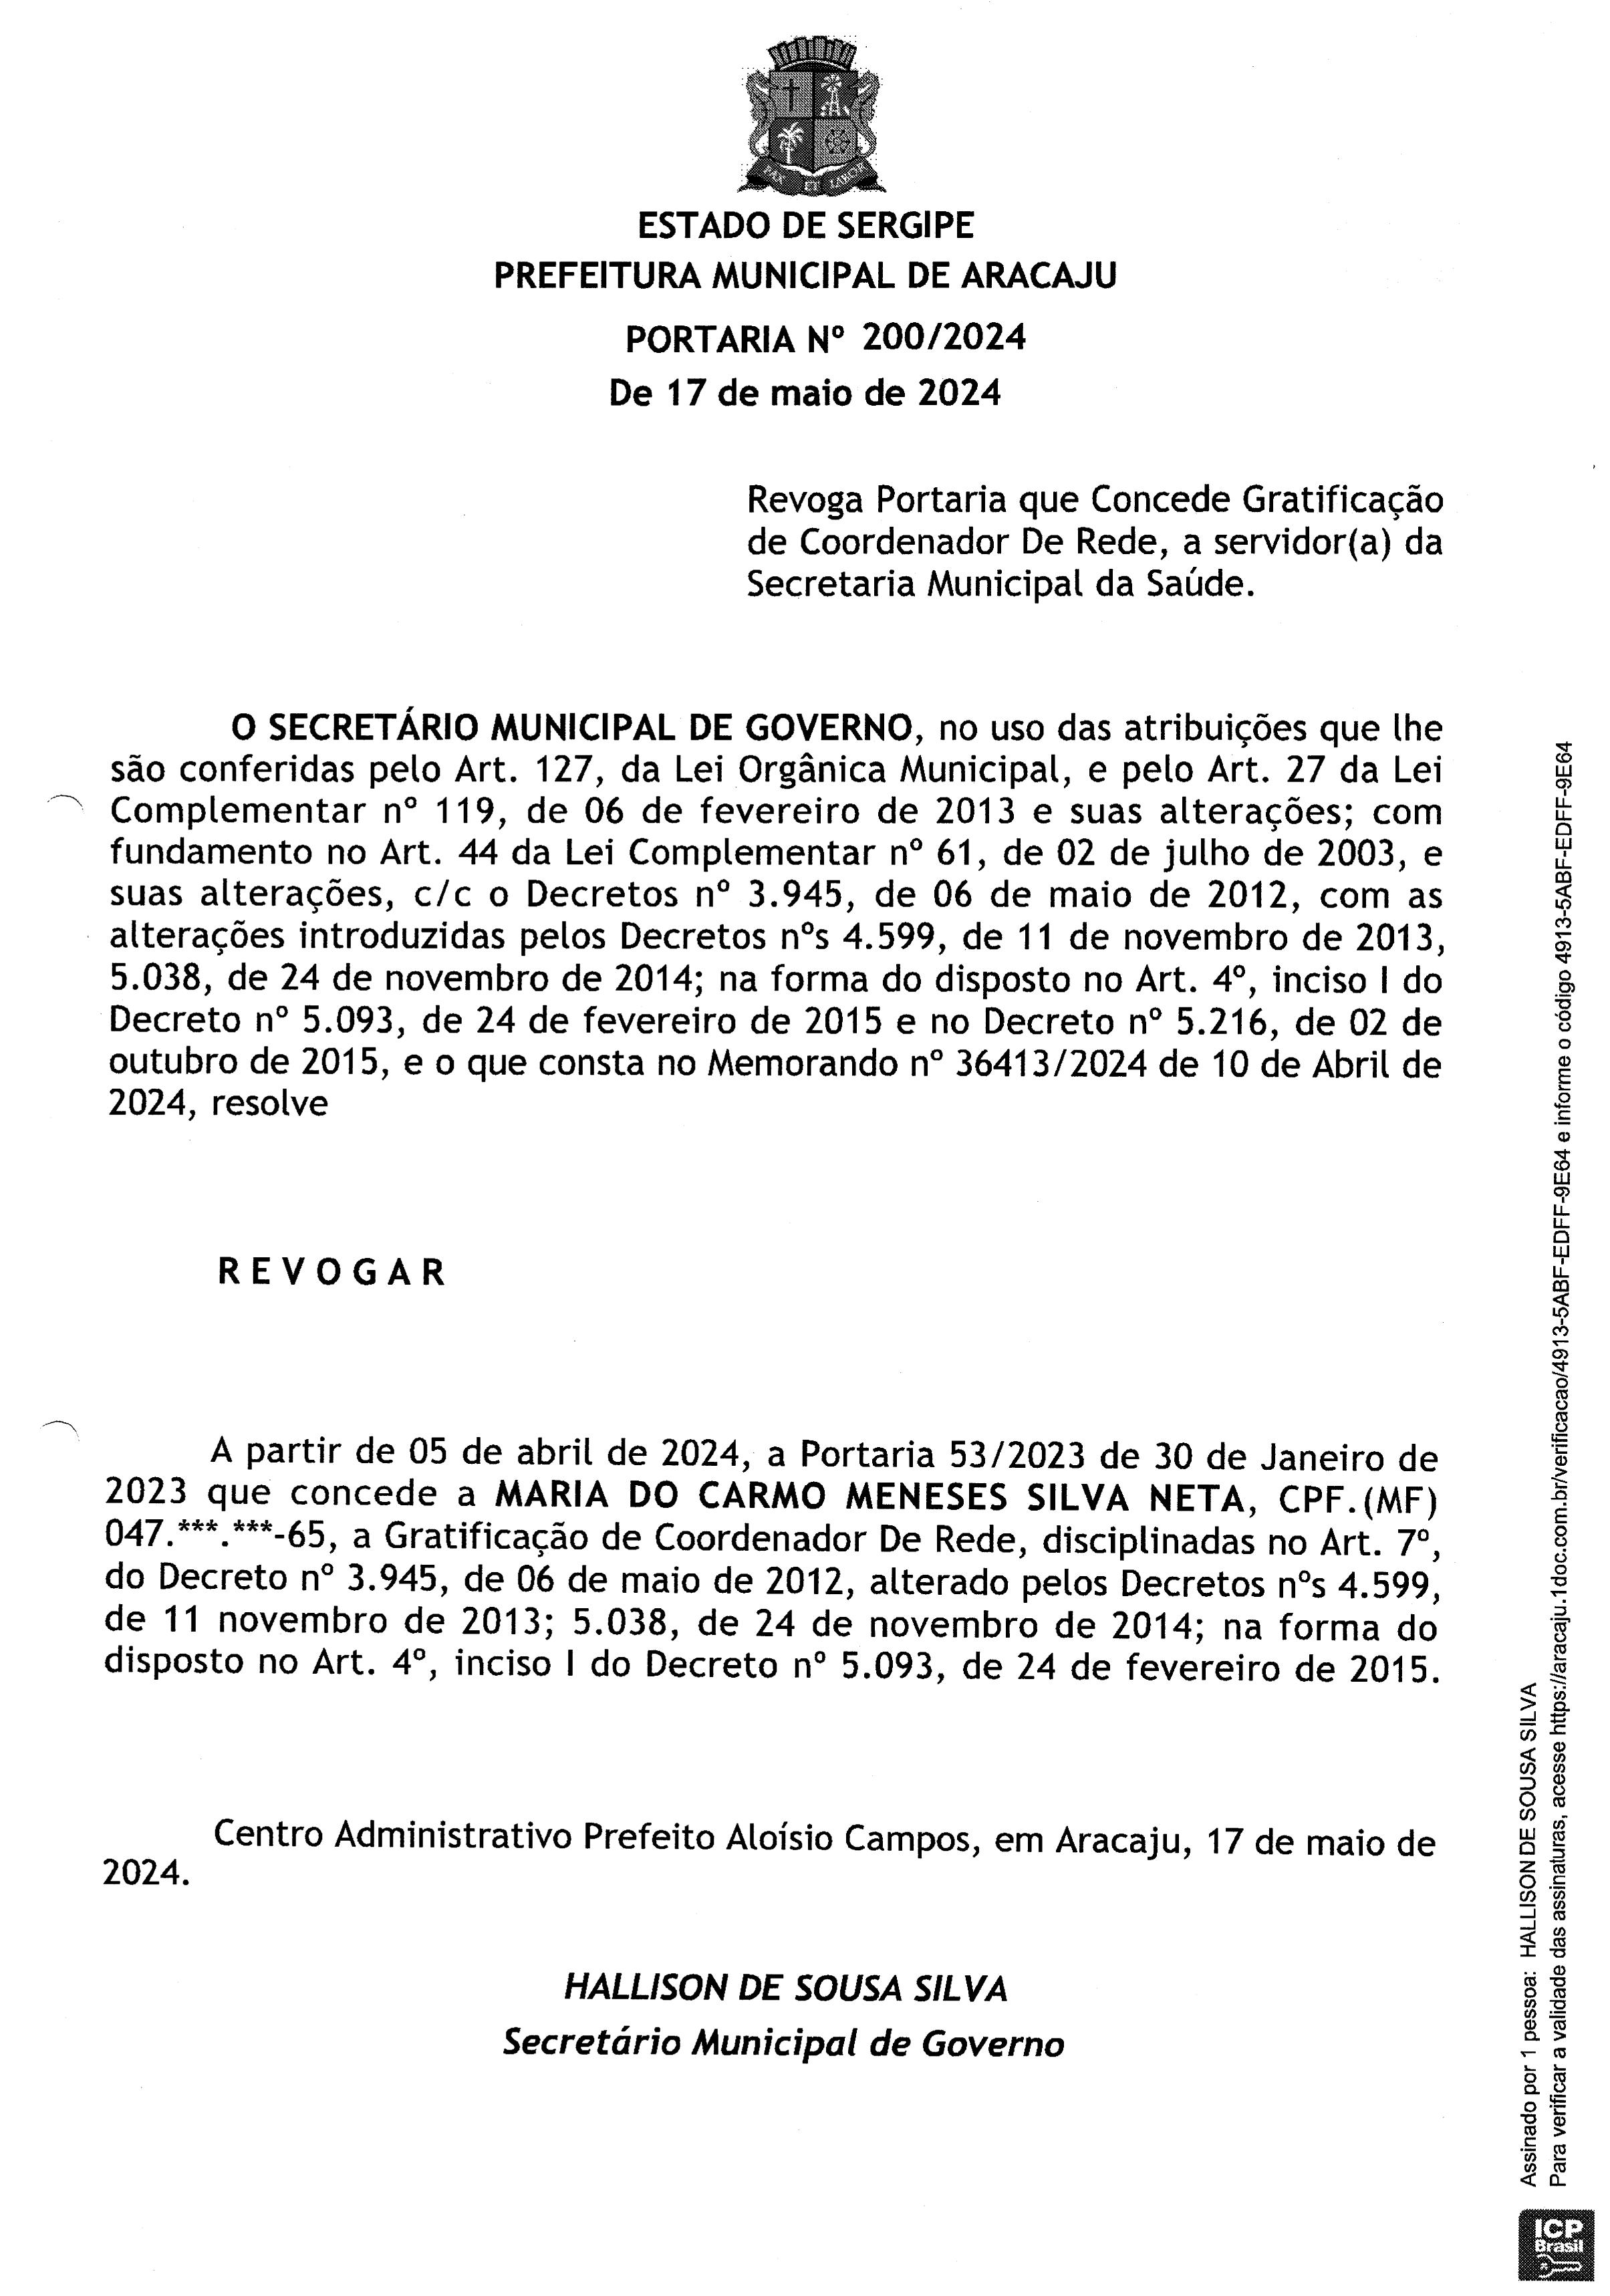 PAX ET LABOR
ESTADO DE SERGIPE
PREFEITURA MUNICIPAL DE ARACAJU
PORTARIA Nº 200/2024
De 17 de maio de 2024
Revoga Portaria que Concede Gratificação
de Coordenador De Rede, a servidor(a) da
Secretaria Municipal da Saúde.
O SECRETÁRIO MUNICIPAL DE GOVERNO, no uso das atribuições que lhe
são conferidas pelo Art. 127, da Lei Orgânica Municipal, e pelo Art. 27 da Lei
Complementar nº 119, de 06 de fevereiro de 2013 e suas alterações; com
fundamento no Art. 44 da Lei Complementar nº 61, de 02 de julho de 2003, e
suas alterações, c/c o Decretos nº 3.945, de 06 de maio de 2012, com as
alterações introduzidas pelos Decretos nºs 4.599, de 11 de novembro de 2013,
5.038, de 24 de novembro de 2014; na forma do disposto no Art. 4º, inciso I do
Decreto nº 5.093, de 24 de fevereiro de 2015 e no Decreto nº 5.216, de 02 de
outubro de 2015, e o que consta no Memorando nº 36413/2024 de 10 de Abril de
2024, resolve
R E V O G A R
A partir de 05 de abril de 2024, a Portaria 53/2023 de 30 de Janeiro de
2023 que concede a MARIA DO CARMO MENESES SILVA NETA, CPF.(MF)
047.***.***-65, a Gratificação de Coordenador De Rede, disciplinadas no Art. 7º,
do Decreto nº 3.945, de 06 de maio de 2012, alterado pelos Decretos nºs 4.599,
de 11 novembro de 2013; 5.038, de 24 de novembro de 2014; na forma do
disposto no Art. 4º, inciso I do Decreto nº 5.093, de 24 de fevereiro de 2015.
Centro Administrativo Prefeito Aloísio Campos, em Aracaju, 17 de maio de
2024.
HALLISON DE SOUSA SILVA
Secretário Municipal de Governo
Assinado por 1 pessoa: HALLISON DE SOUSA SILVA
Para verificar a validade das assinaturas, acesse https://aracaju.1doc.com.br/verificacao/4913-5ABF-EDFF-9E64 e informe o código 4913-5ABF-EDFF-9E64
ICP
Brasil